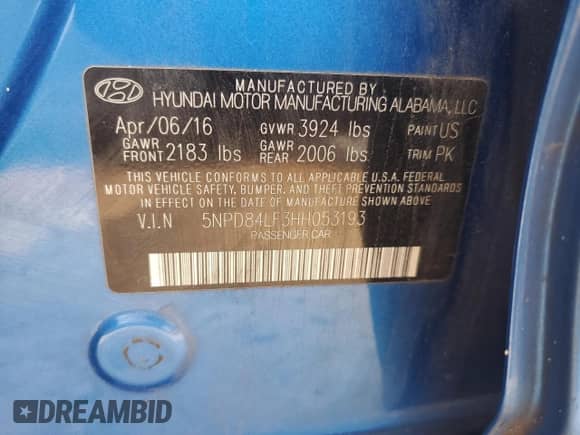 MANUFACTURED BY
HYUNDAI MOTOR MANUFACTURING ALABAMA, LLC
Apr/06/16 GVWR 3924 lbs PAINT US
GAWR FRONT 2183 lbs GAWR REAR 2006 lbs. TRIM PK
THIS VEHICLE CONFORMS TO ALL APPLICABLE U.S.A. FEDERAL
MOTOR VEHICLE SAFETY, BUMPER, AND THEFT PREVENTION STANDARDS
IN EFFECT ON THE DATE OF MANUFACTURE SHOWN ABOVE.
V.I.N 5NPD84LF3HH053193
PASSENGER CAR
DREAMBID